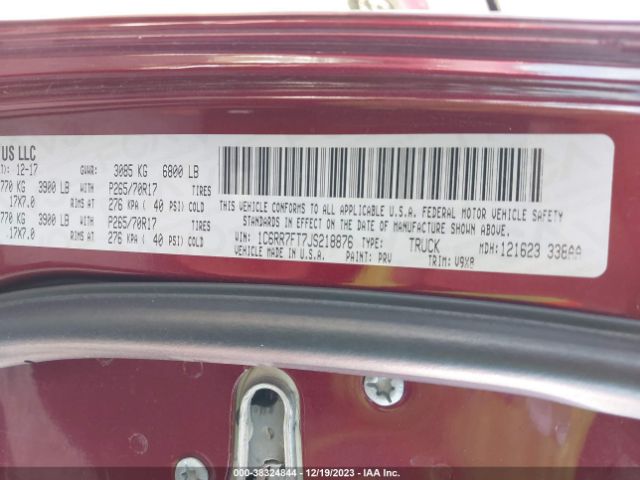 US LLC
12-17 GVWR: 3085 KG 6800 LB
770 KG 3900 LB WITH P265/70R17 TIRES
17X7.0 RIMS AT 276 KPA ( 40 PSI) COLD
770 KG 3900 LB WITH P265/70R17 TIRES
17X7.0 RIMS AT 276 KPA ( 40 PSI) COLD
THIS VEHICLE CONFORMS TO ALL APPLICABLE U.S.A. FEDERAL MOTOR VEHICLE SAFETY
STANDARDS IN EFFECT ON THE DATE OF MANUFACTURE SHOWN ABOVE.
VIN: 1C6RR7FT7JS218876 TYPE: TRUCK MDH: 121623 336AA
VEHICLE MADE IN U.S.A. PAINT: PRV TRIM: V9X8
000-38324844 - 12/19/2023 - IAA Inc.